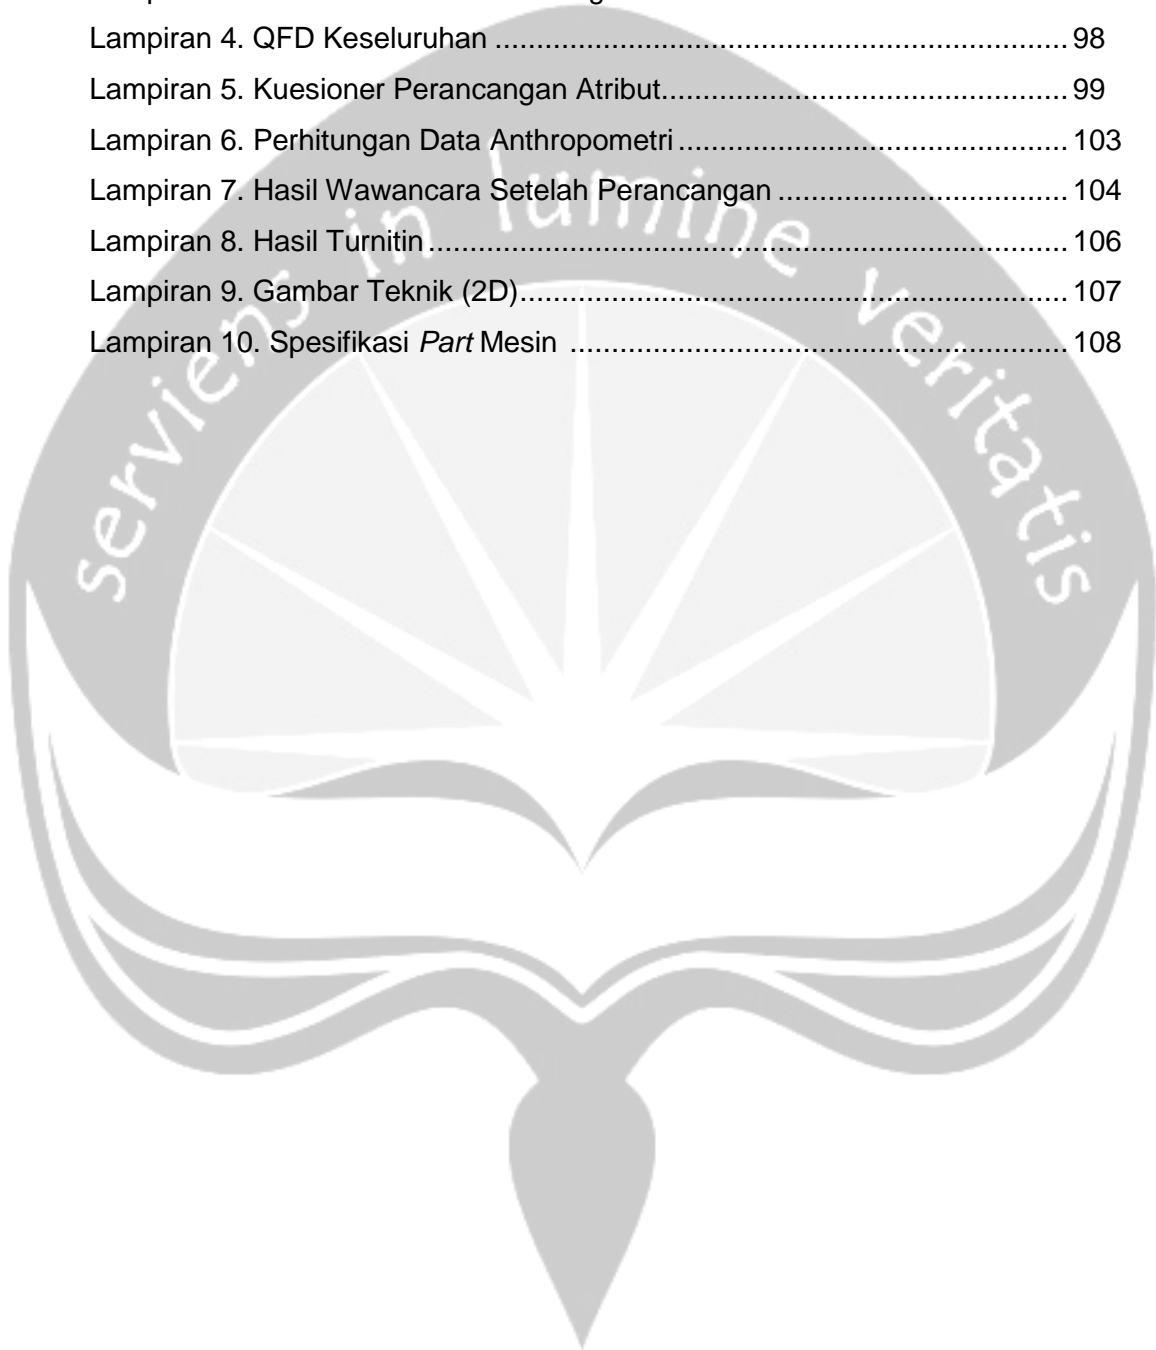 Lampiran 4. QFD Keseluruhan ...................................................................... 98
Lampiran 5. Kuesioner Perancangan Atribut.................................................. 99
Lampiran 6. Perhitungan Data Anthropometri ................................................ 103
Lampiran 7. Hasil Wawancara Setelah Perancangan .................................... 104
Lampiran 8. Hasil Turnitin .............................................................................. 106
Lampiran 9. Gambar Teknik (2D)................................................................... 107
Lampiran 10. Spesifikasi Part Mesin ............................................................. 108
serviens in lumine veritatis